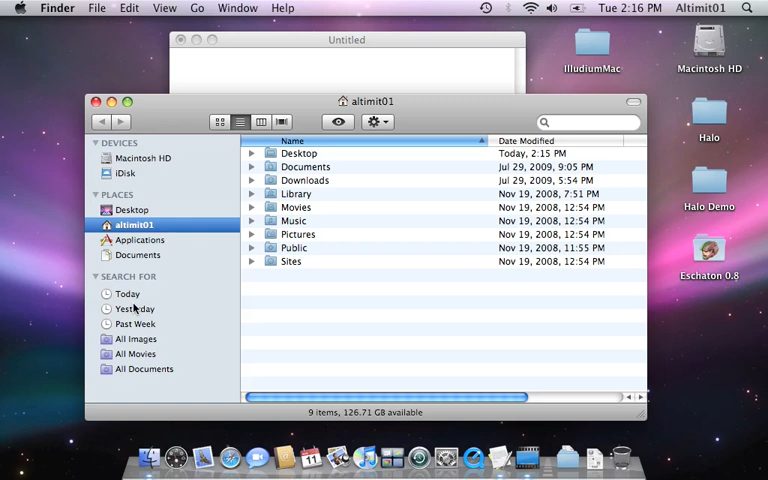 Finder File Edit View Go Window Help Tue 2:16 PM Altimit01
Untitled
IlludiumMac
Macintosh HD
Halo
Halo Demo
Eschaton 0.8
altimit01
DEVICES
Macintosh HD
iDisk
PLACES
Desktop
altimit01
Applications
Documents
SEARCH FOR
Today
Yesterday
Past Week
All Images
All Movies
All Documents
Name Date Modified
Desktop Today, 2:15 PM
Documents Jul 29, 2009, 9:05 PM
Downloads Jul 29, 2009, 5:54 PM
Library Nov 19, 2008, 7:51 PM
Movies Nov 19, 2008, 12:54 PM
Music Nov 19, 2008, 12:54 PM
Pictures Nov 19, 2008, 12:54 PM
Public Nov 19, 2008, 11:55 PM
Sites Nov 19, 2008, 12:54 PM
9 items, 126.71 GB available
11